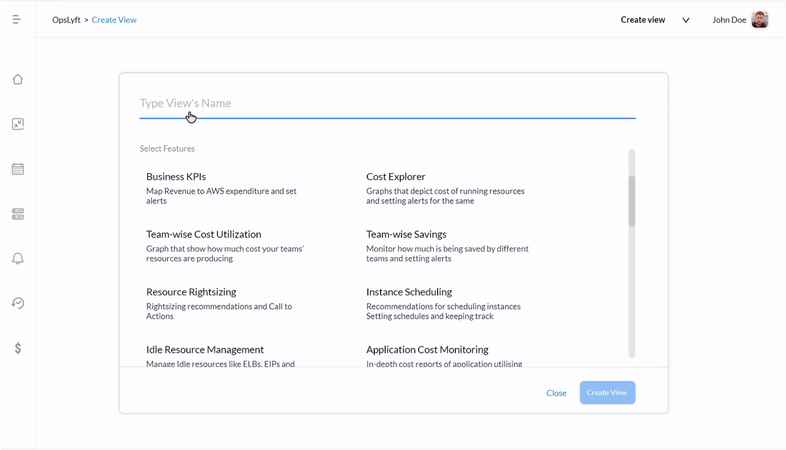 OpsLyft > Create View
Create view
John Doe
Type View's Name
Select Features
Business KPIs
Map Revenue to AWS expenditure and set
alerts
Cost Explorer
Graphs that depict cost of running resources
and setting alerts for the same
Team-wise Cost Utilization
Graph that show how much cost your teams'
resources are producing
Team-wise Savings
Monitor how much is being saved by different
teams and setting alerts
Resource Rightsizing
Rightsizing recommendations and Call to
Actions
Instance Scheduling
Recommendations for scheduling instances
Setting schedules and keeping track
Idle Resource Management
Manage Idle resources like ELBs, EIPs and
Application Cost Monitoring
In-depth cost reports of application utilising
Close
Create View